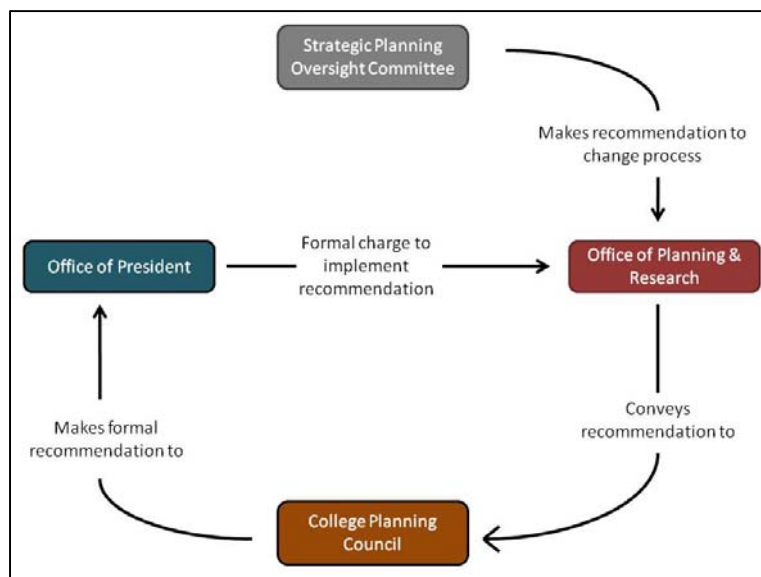 Strategic Planning
Oversight Committee
Makes recommendation to
change process
Office of President
Formal charge to
implement
recommendation
Office of Planning &
Research
Makes formal
recommendation to
Conveys
recommendation to
College Planning
Council